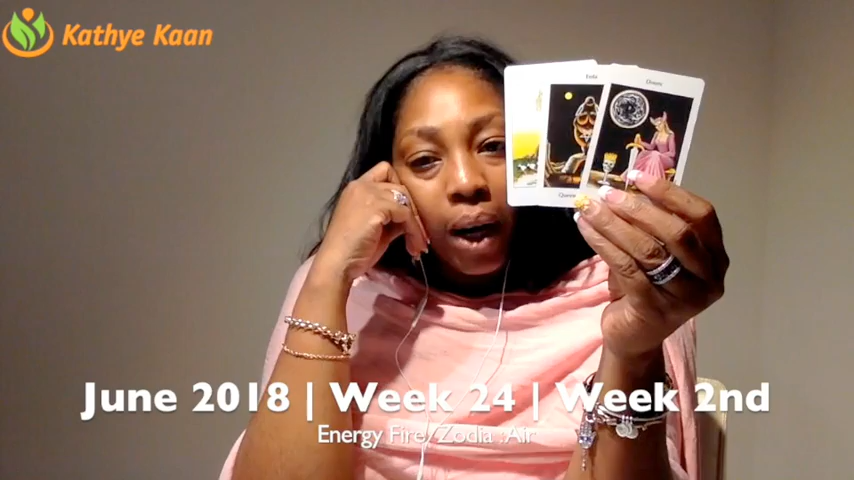 Kathye Kaan
June 2018 | Week 24 | Week 2nd
Energy Fire/Zodia :Air